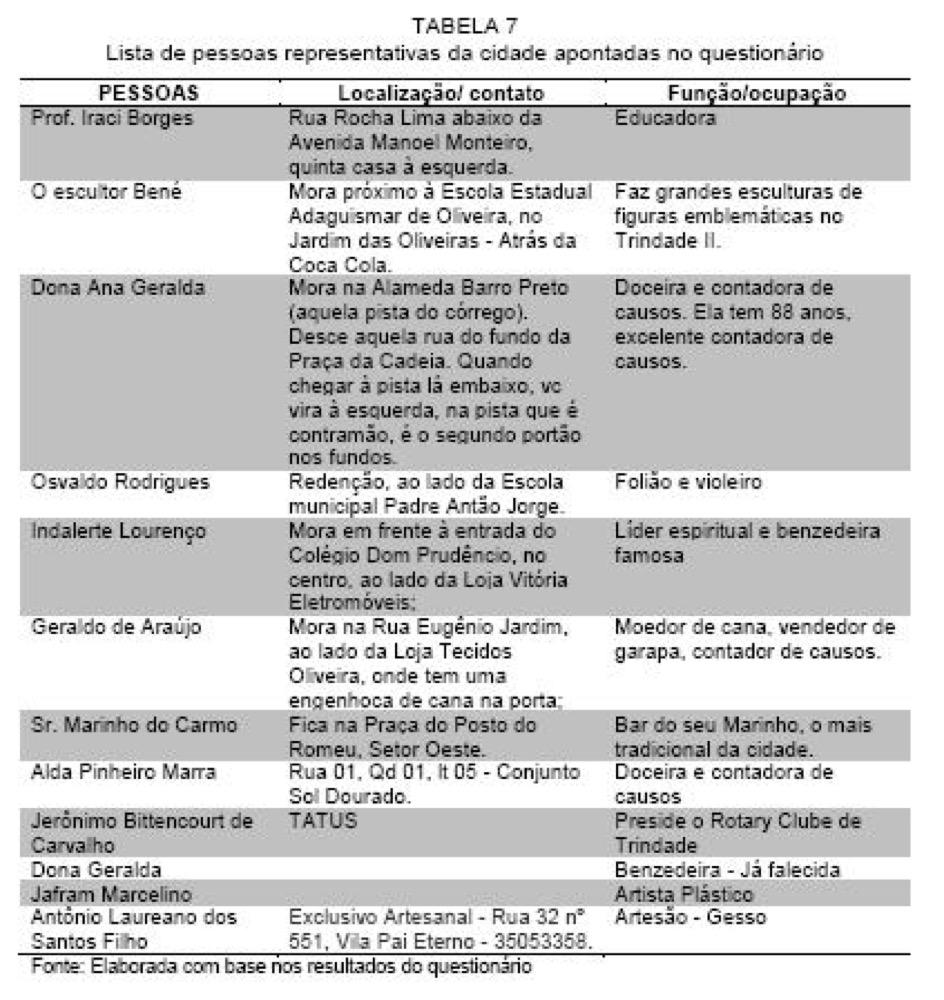 TABELA 7
Lista de pessoas representativas da cidade apontadas no questionário
PESSOAS Localização/ contato Função/ocupação
Prof. Iraci Borges Rua Rocha Lima abaixo da Educadora
Avenida Manoel Monteiro,
quinta casa à esquerda.
O escultor Bené Mora próximo à Escola Estadual Faz grandes esculturas de
Adaguismar de Oliveira, no figuras emblemáticas no
Jardim das Oliveiras - Atrás da Trindade II.
Coca Cola.
Dona Ana Geralda Mora na Alameda Barro Preto Doceira e contadora de
(aquela pista do córrego). causos. Ela tem 88 anos,
Desce aquela rua do fundo da excelente contadora de
Praça da Cadeia. Quando causos.
chegar à pista lá embaixo, vc
vira à esquerda, na pista que é
contramão, é o segundo portão
nos fundos.
Osvaldo Rodrigues Redenção, ao lado da Escola Folião e violeiro
municipal Padre Antão Jorge.
Indalerte Lourenço Mora em frente à entrada do Líder espiritual e benzedeira
Colégio Dom Prudêncio, no famosa
centro, ao lado da Loja Vitória
Eletromóveis;
Geraldo de Araújo Mora na Rua Eugênio Jardim, Moedor de cana, vendedor de
ao lado da Loja Tecidos garapa, contador de causos.
Oliveira, onde tem uma
engenhoca de cana na porta;
Sr. Marinho do Carmo Fica na Praça do Posto do Bar do seu Marinho, o mais
Romeu, Setor Oeste. tradicional da cidade.
Alda Pinheiro Marra Rua 01, Qd 01, lt 05 - Conjunto Doceira e contadora de
Sol Dourado. causos
Jerônimo Bittencourt de TATUS Preside o Rotary Clube de
Carvalho Trindade
Dona Geralda Benzedeira - Já falecida
Jafram Marcelino Artista Plástico
Antônio Laureano dos Exclusivo Artesanal - Rua 32 nº Artesão - Gesso
Santos Filho 551, Vila Pai Eterno - 35053358.
Fonte: Elaborada com base nos resultados do questionário